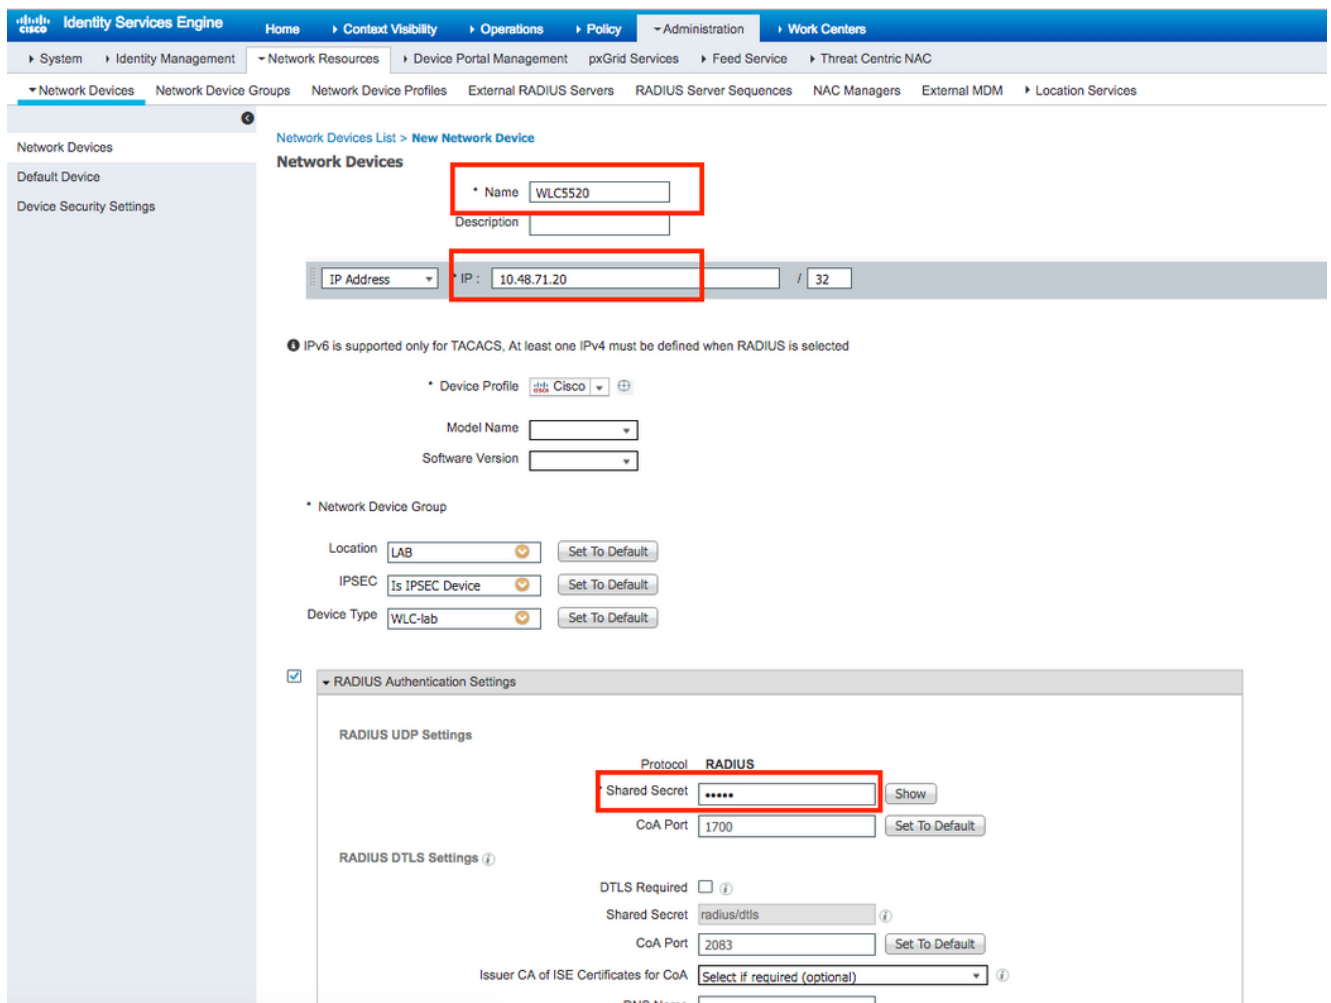 cisco Identity Services Engine Home Context Visibility Operations Policy Administration Work Centers
System Identity Management Network Resources Device Portal Management pxGrid Services Feed Service Threat Centric NAC
Network Devices Network Device Groups Network Device Profiles External RADIUS Servers RADIUS Server Sequences NAC Managers External MDM Location Services
Network Devices
Default Device
Device Security Settings
Network Devices List > New Network Device
Network Devices
* Name WLC5520
Description
IP Address * IP : 10.48.71.20 / 32
IPv6 is supported only for TACACS, At least one IPv4 must be defined when RADIUS is selected
* Device Profile Cisco
Model Name
Software Version
* Network Device Group
Location LAB Set To Default
IPSEC Is IPSEC Device Set To Default
Device Type WLC-lab Set To Default
RADIUS Authentication Settings
RADIUS UDP Settings
Protocol RADIUS
* Shared Secret ••••• Show
CoA Port 1700 Set To Default
RADIUS DTLS Settings
DTLS Required
Shared Secret radius/dtls
CoA Port 2083 Set To Default
Issuer CA of ISE Certificates for CoA Select if required (optional)
DNS Name